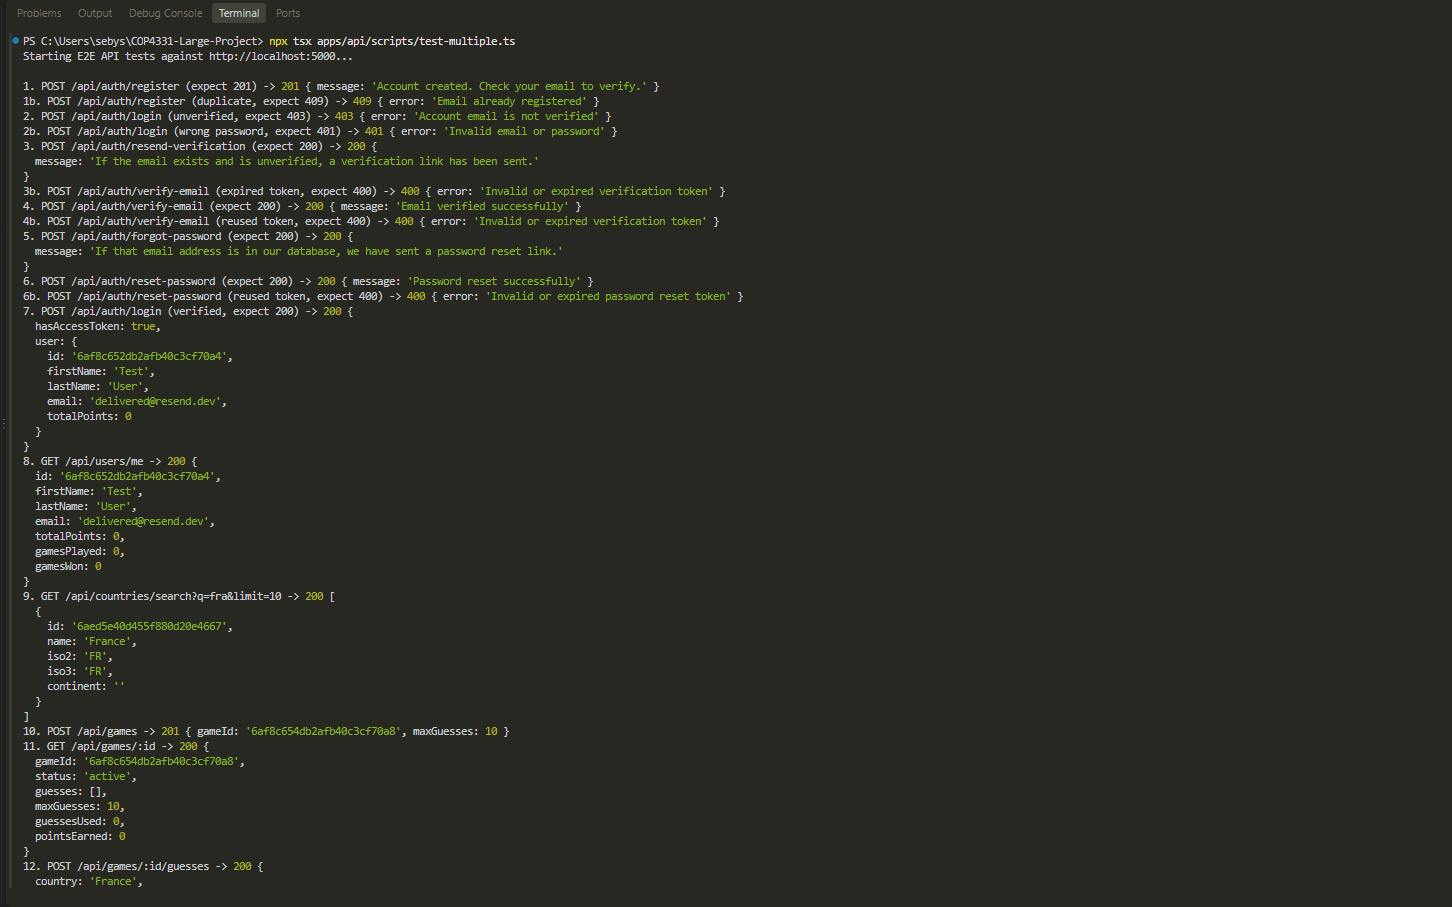 Problems Output Debug Console Terminal Ports
PS C:\Users\sebys\COP4331-Large-Project> npx tsx apps/api/scripts/test-multiple.ts
Starting E2E API tests against http://localhost:5000...
1. POST /api/auth/register (expect 201) -> 201 { message: 'Account created. Check your email to verify.' }
1b. POST /api/auth/register (duplicate, expect 409) -> 409 { error: 'Email already registered' }
2. POST /api/auth/login (unverified, expect 403) -> 403 { error: 'Account email is not verified' }
2b. POST /api/auth/login (wrong password, expect 401) -> 401 { error: 'Invalid email or password' }
3. POST /api/auth/resend-verification (expect 200) -> 200 {
message: 'If the email exists and is unverified, a verification link has been sent.'
}
3b. POST /api/auth/verify-email (expired token, expect 400) -> 400 { error: 'Invalid or expired verification token' }
4. POST /api/auth/verify-email (expect 200) -> 200 { message: 'Email verified successfully' }
4b. POST /api/auth/verify-email (reused token, expect 400) -> 400 { error: 'Invalid or expired verification token' }
5. POST /api/auth/forgot-password (expect 200) -> 200 {
message: 'If that email address is in our database, we have sent a password reset link.'
}
6. POST /api/auth/reset-password (expect 200) -> 200 { message: 'Password reset successfully' }
6b. POST /api/auth/reset-password (reused token, expect 400) -> 400 { error: 'Invalid or expired password reset token' }
7. POST /api/auth/login (verified, expect 200) -> 200 {
hasAccessToken: true,
user: {
id: '6af8c652db2afb40c3cf70a4',
firstName: 'Test',
lastName: 'User',
email: 'delivered@resend.dev',
totalPoints: 0
}
}
8. GET /api/users/me -> 200 {
id: '6af8c652db2afb40c3cf70a4',
firstName: 'Test',
lastName: 'User',
email: 'delivered@resend.dev',
totalPoints: 0,
gamesPlayed: 0,
gamesWon: 0
}
9. GET /api/countries/search?q=fra&limit=10 -> 200 [
{
id: '6aed5e40d455f880d20e4667',
name: 'France',
iso2: 'FR',
iso3: 'FR',
continent: ''
}
]
10. POST /api/games -> 201 { gameId: '6af8c654db2afb40c3cf70a8', maxGuesses: 10 }
11. GET /api/games/:id -> 200 {
gameId: '6af8c654db2afb40c3cf70a8',
status: 'active',
guesses: [],
maxGuesses: 10,
guessesUsed: 0,
pointsEarned: 0
}
12. POST /api/games/:id/guesses -> 200 {
country: 'France',